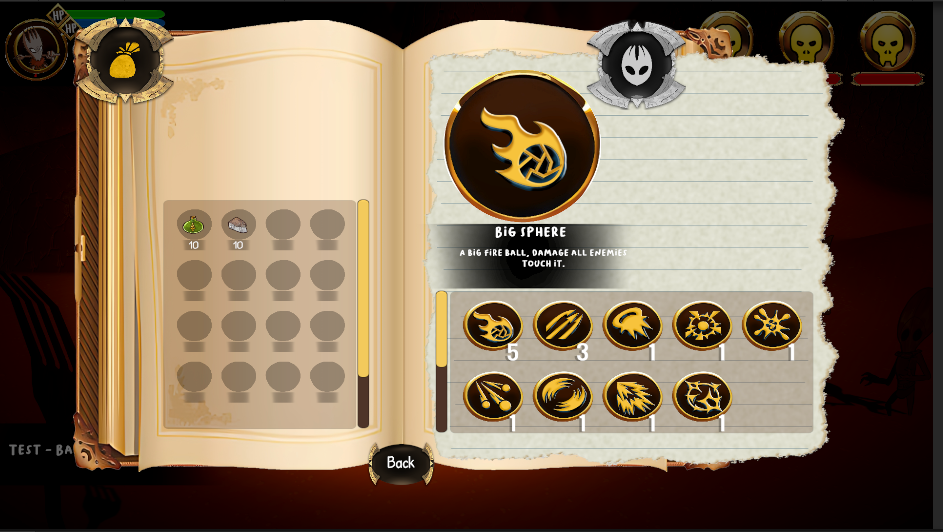 HP
HP
BIG SPHERE
A BIG FIRE BALL, DAMAGE ALL ENEMIES
TOUCH IT.
10 10
5 3 1 1 1
1 1 1 1
TEST - BA
Back